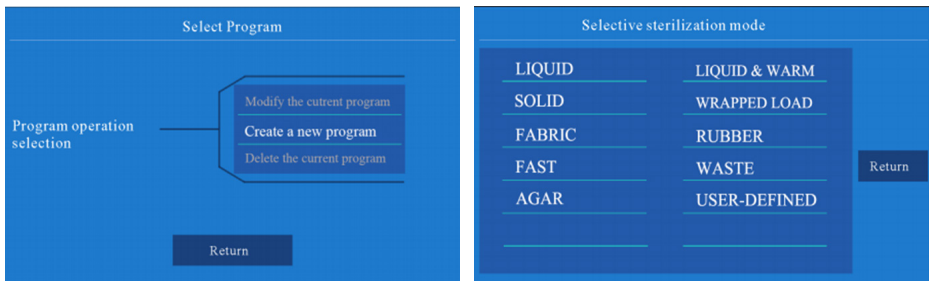 Select Program
Modify the cutrent program
Program operation
selection
Create a new program
Delete the current program
Return
Selective sterilization mode
LIQUID
LIQUID & WARM
SOLID
WRAPPED LOAD
FABRIC
RUBBER
FAST
WASTE
AGAR
USER-DEFINED
Return